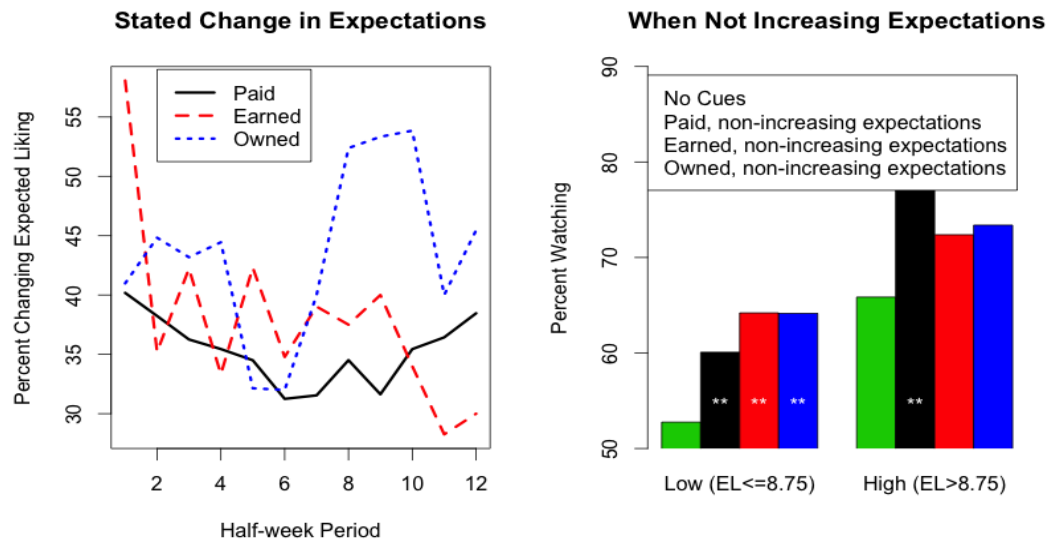 Stated Change in Expectations
Percent Changing Expected Liking
55
50
45
40
35
30
Paid
Earned
Owned
2 4 6 8 10 12
Half-week Period
When Not Increasing Expectations
Percent Watching
90
80
70
60
50
No Cues
Paid, non-increasing expectations
Earned, non-increasing expectations
Owned, non-increasing expectations
** ** ** **
Low (EL<=8.75) High (EL>8.75)